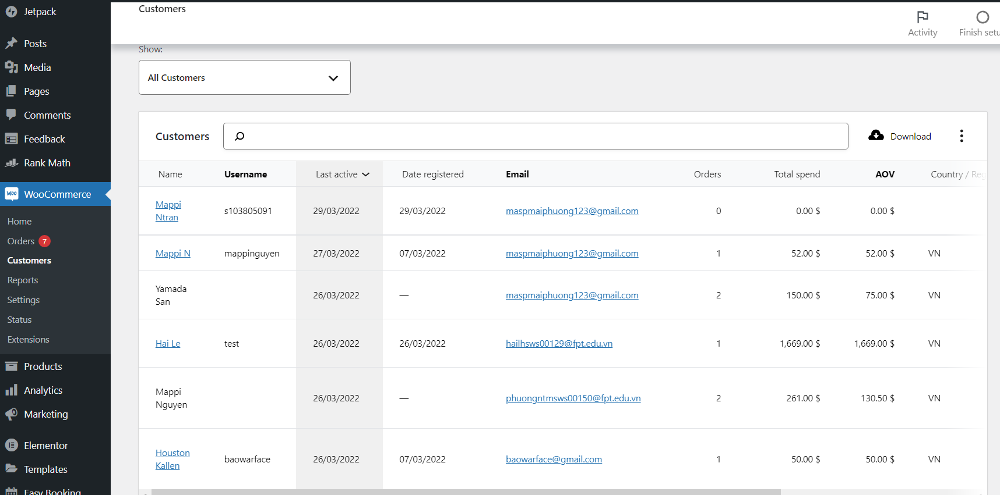 Jetpack
Posts
Media
Pages
Comments
Feedback
Rank Math
WOO WooCommerce
Home
Orders 7
Customers
Reports
Settings
Status
Extensions
Products
Analytics
Marketing
Elementor
Templates
Easy Booking
Customers
Activity
Finish setu
Show:
All Customers
Customers
Download
Name Username Last active Date registered Email Orders Total spend AOV Country / Reg
Mappi
Ntran
s103805091 29/03/2022 29/03/2022 maspmaiphuong123@gmail.com 0 0.00 $ 0.00 $
Mappi N mappinguyen 27/03/2022 07/03/2022 maspmaiphuong123@gmail.com 1 52.00 $ 52.00 $ VN
Yamada
San
26/03/2022 — maspmaiphuong123@gmail.com 2 150.00 $ 75.00 $ VN
Hai Le test 26/03/2022 26/03/2022 hailhsws00129@fpt.edu.vn 1 1,669.00 $ 1,669.00 $ VN
Mappi
Nguyen
26/03/2022 — phuongntmsws00150@fpt.edu.vn 2 261.00 $ 130.50 $ VN
Houston
Kallen
baowarface 26/03/2022 07/03/2022 baowarface@gmail.com 1 50.00 $ 50.00 $ VN